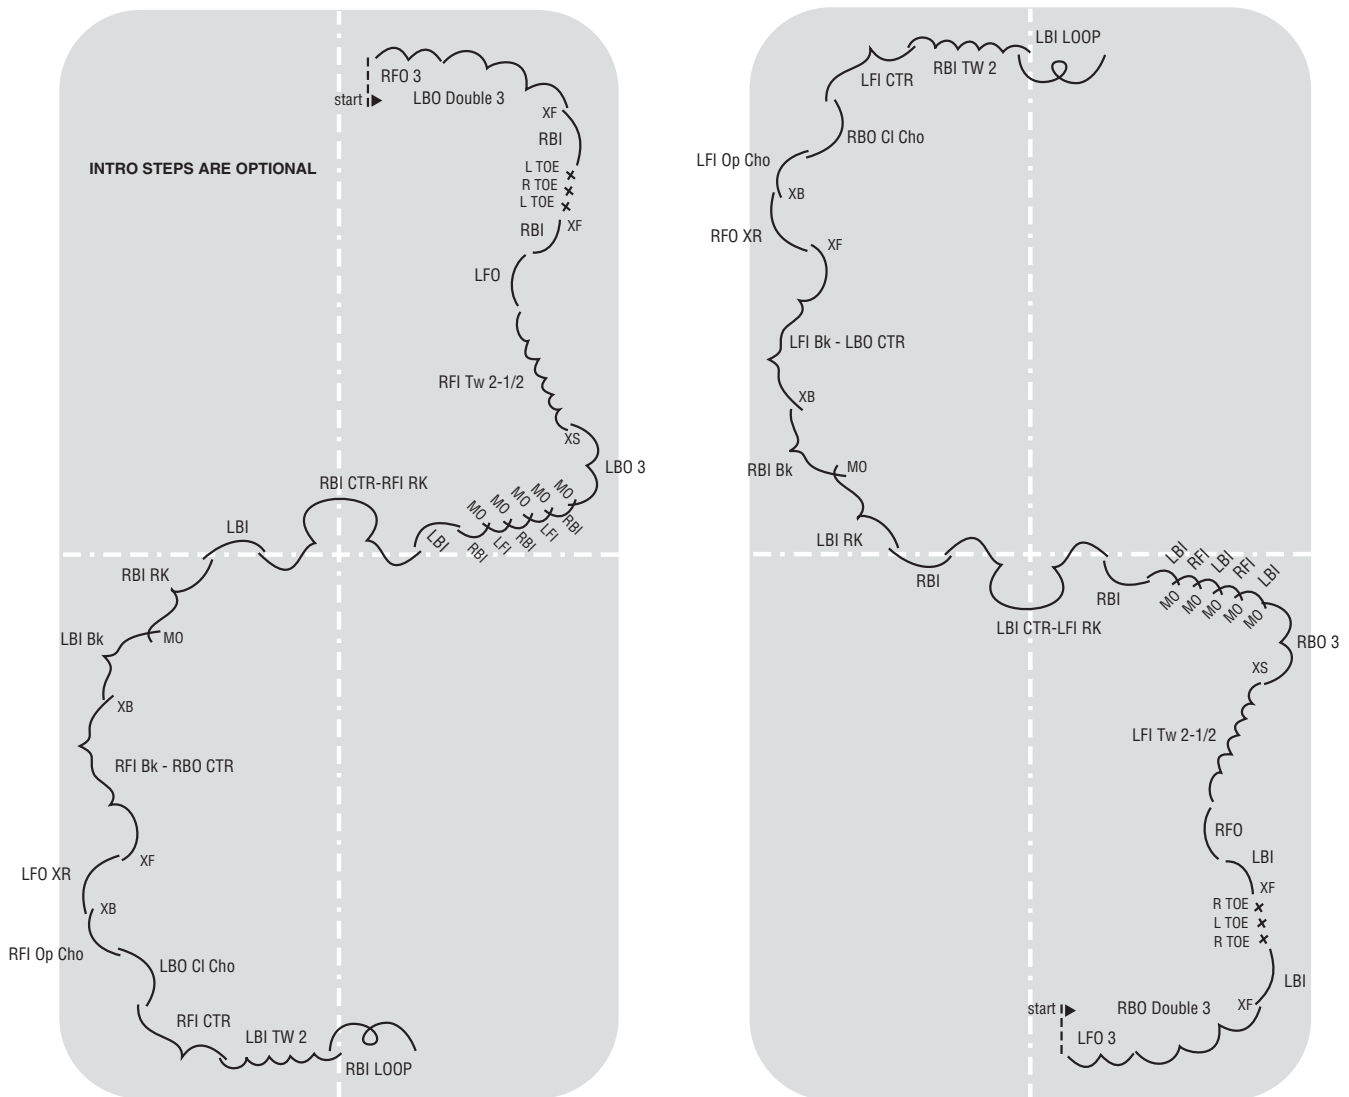 RFO 3
start
LBO Double 3
XF
RBI
INTRO STEPS ARE OPTIONAL
L TOE
R TOE
L TOE
RBI
XF
LFO
RFI Tw 2-1/2
XS
LBO 3
MO
MO
MO
MO
MO
RBI
LFI
RBI
LFI
RBI
LBI
RBI CTR-RFI RK
LBI
RBI RK
LBI Bk
MO
XB
RFI Bk - RBO CTR
XF
LFO XR
XB
RFI Op Cho
LBO Cl Cho
RFI CTR
LBI TW 2
RBI LOOP
LBI LOOP
RBI TW 2
LFI CTR
RBO Cl Cho
LFI Op Cho
XB
RFO XR
XF
LFI Bk - LBO CTR
XB
RBI Bk
MO
LBI RK
RBI
LBI CTR-LFI RK
RBI
LBI
RFI
LBI
RFI
LBI
MO
MO
MO
MO
MO
RBO 3
XS
LFI Tw 2-1/2
RFO
LBI
XF
R TOE
L TOE
R TOE
LBI
XF
RBO Double 3
start
LFO 3